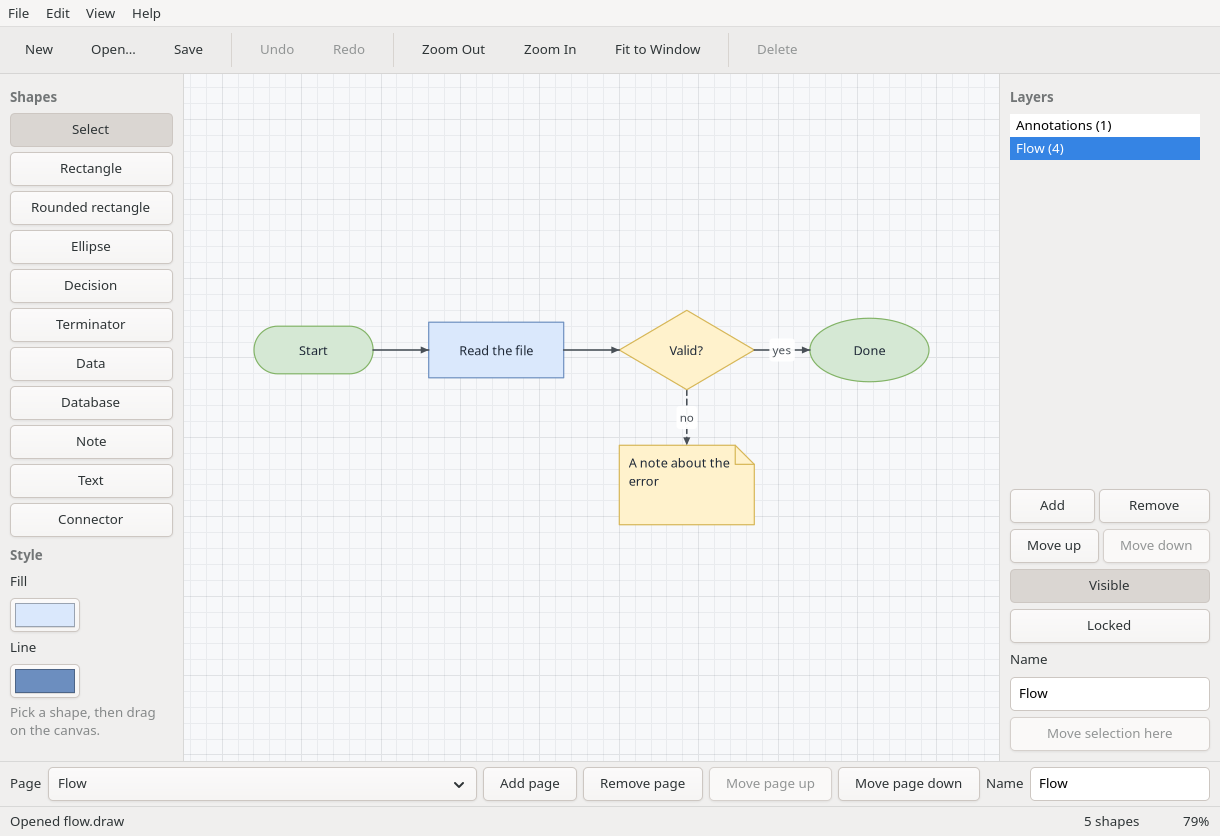 File Edit View Help
New Open... Save Undo Redo Zoom Out Zoom In Fit to Window Delete
Shapes
Select
Rectangle
Rounded rectangle
Ellipse
Decision
Terminator
Data
Database
Note
Text
Connector
Style
Fill
Line
Pick a shape, then drag
on the canvas.
Start
Read the file
Valid?
yes
Done
no
A note about the
error
Layers
Annotations (1)
Flow (4)
Add Remove
Move up Move down
Visible
Locked
Name
Flow
Move selection here
Page Flow Add page Remove page Move page up Move page down Name Flow
Opened flow.draw 5 shapes 79%